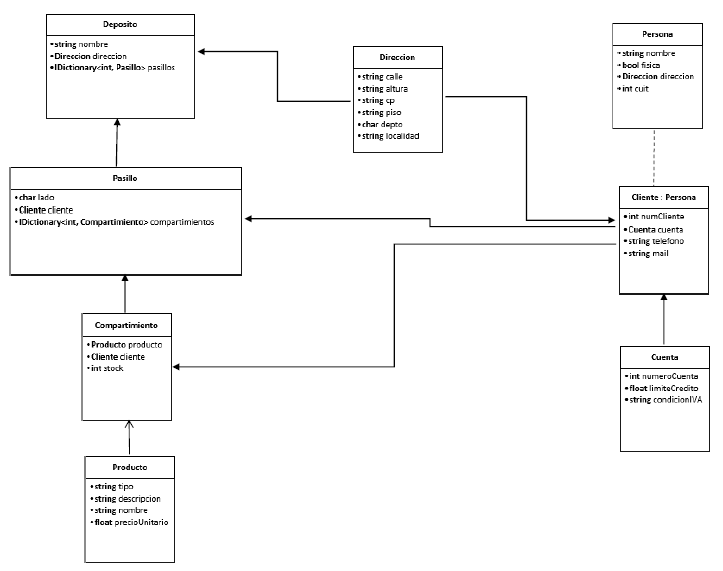 Deposito
• string nombre
• Direccion direccion
• IDictionary<int, Pasillo> pasillos
Direccion
• string calle
• string altura
• string cp
• string piso
• char depto
• string localidad
Persona
• string nombre
• bool fisica
• Direccion direccion
• int cuit
Pasillo
• char lado
• Cliente cliente
• IDictionary<int, Compartimiento> compartimientos
Cliente : Persona
• int numCliente
• Cuenta cuenta
• string telefono
• string mail
Compartimiento
• Producto producto
• Cliente cliente
• int stock
Cuenta
• int numeroCuenta
• float limiteCredito
• string condicionIVA
Producto
• string tipo
• string descripcion
• string nombre
• float precioUnitario